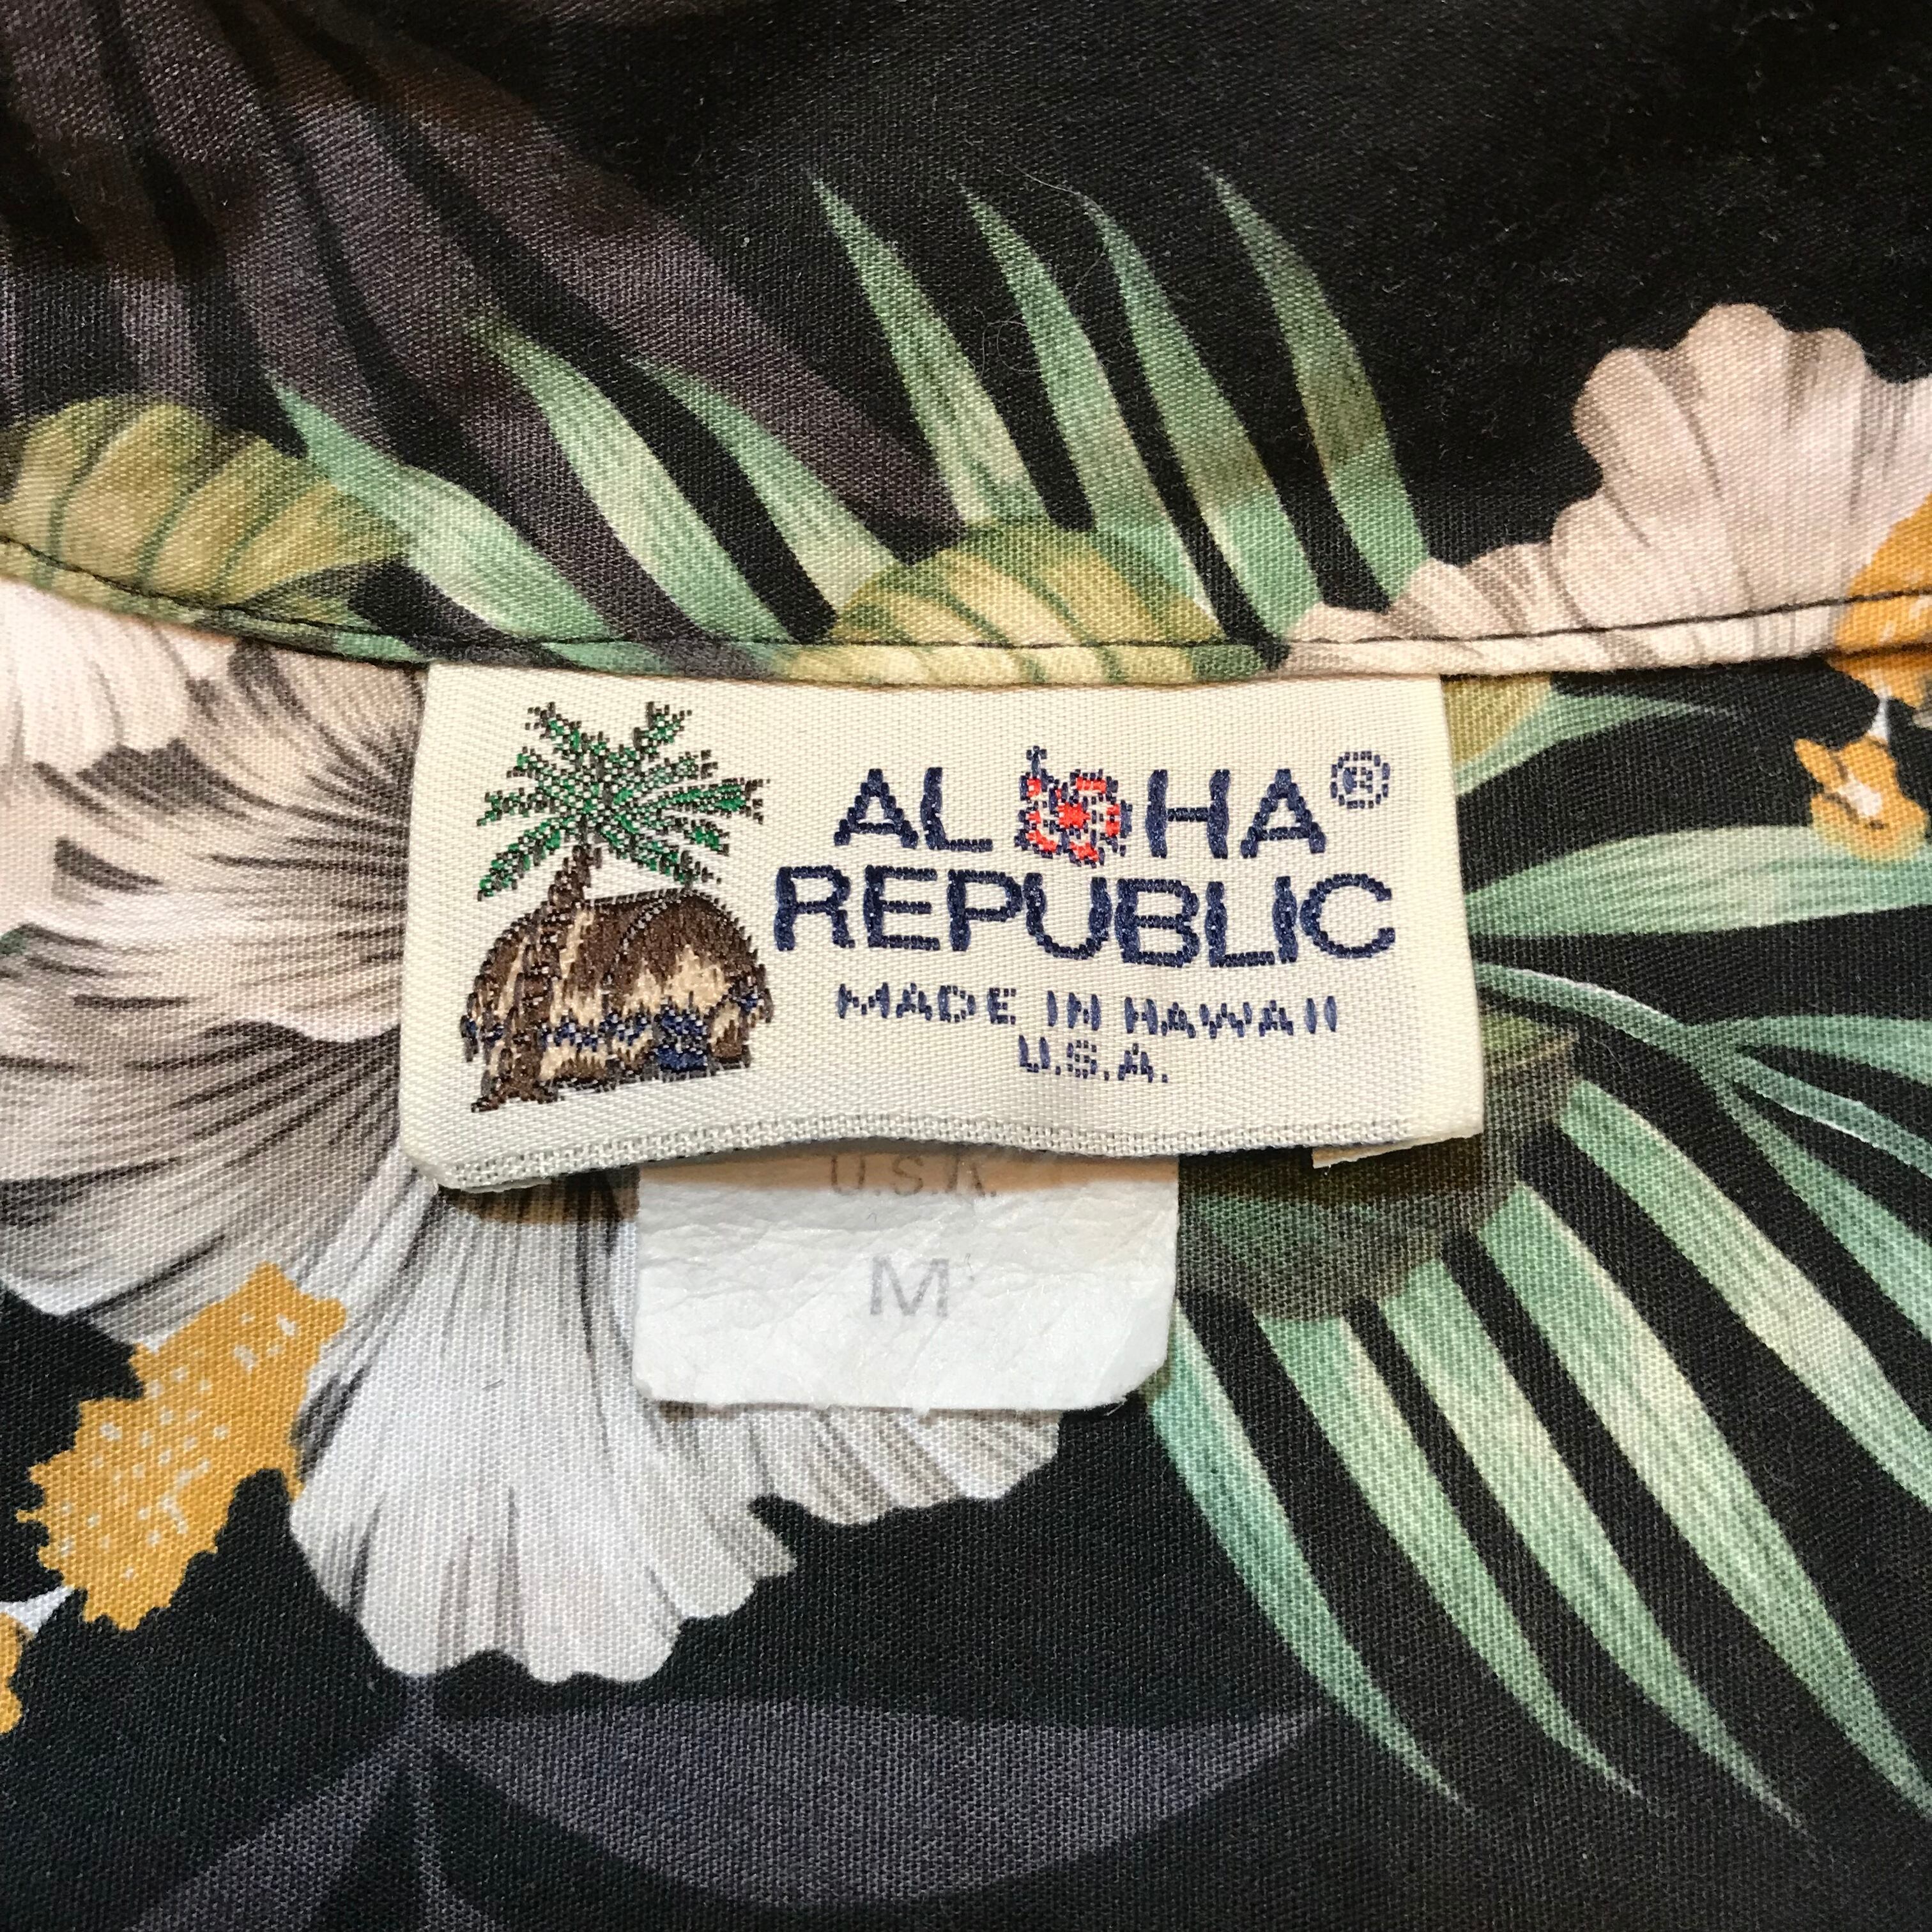 ALOHA®
REPUBLIC
MADE IN HAWAII
U.S.A.
U.S.A.
M